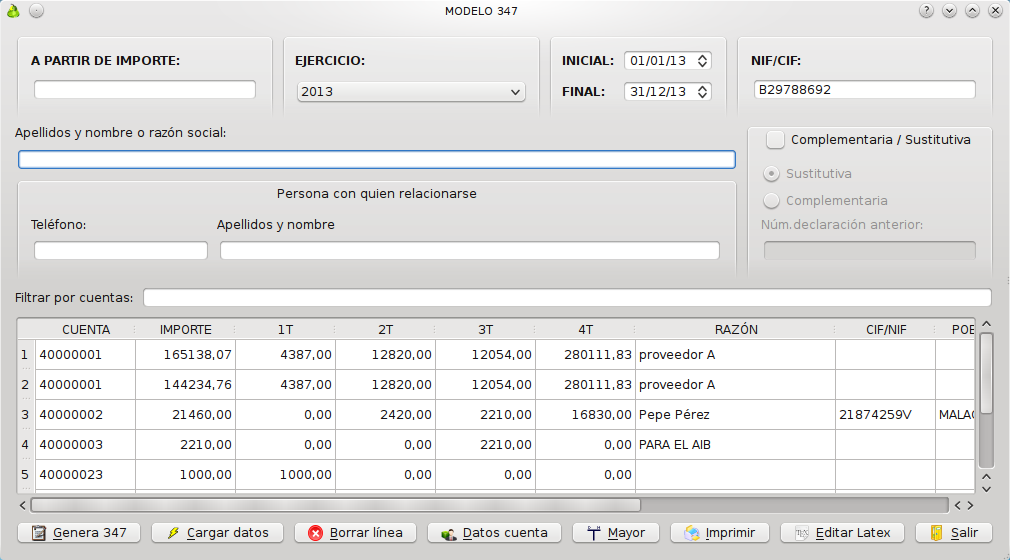 MODELO 347
A PARTIR DE IMPORTE:
EJERCICIO:
2013
INICIAL: 01/01/13
FINAL: 31/12/13
NIF/CIF:
B29788692
Apellidos y nombre o razón social:
Complementaria / Sustitutiva
Sustitutiva
Complementaria
Núm.declaración anterior:
Persona con quien relacionarse
Teléfono: Apellidos y nombre
Filtrar por cuentas:
CUENTA IMPORTE 1T 2T 3T 4T RAZÓN CIF/NIF POE
1 40000001 165138,07 4387,00 12820,00 12054,00 280111,83 proveedor A
2 40000001 144234,76 4387,00 12820,00 12054,00 280111,83 proveedor A
3 40000002 21460,00 0,00 2420,00 2210,00 16830,00 Pepe Pérez 21874259V MALAG
4 40000003 2210,00 0,00 0,00 2210,00 0,00 PARA EL AIB
5 40000023 1000,00 1000,00 0,00 0,00 0,00
Genera 347 Cargar datos Borrar línea Datos cuenta Mayor Imprimir Editar Latex Salir